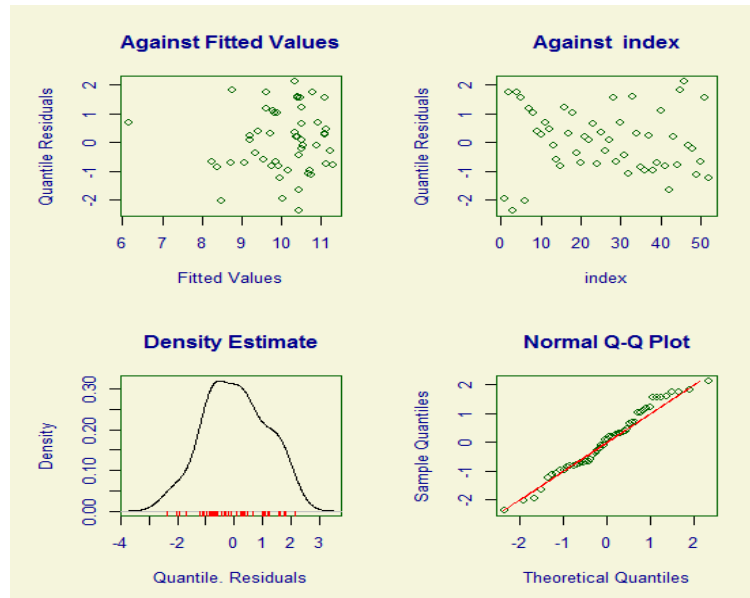 Against Fitted Values
Quantile Residuals
2
1
0
-1
-2
6 7 8 9 10 11
Fitted Values
Against index
Quantile Residuals
2
1
0
-1
-2
0 10 20 30 40 50
index
Density Estimate
Density
0.30
0.20
0.10
0.00
-4 -2 0 2 3
Quantile. Residuals
Normal Q-Q Plot
Sample Quantiles
2
1
0
-1
-2
-2 -1 0 1 2
Theoretical Quantiles